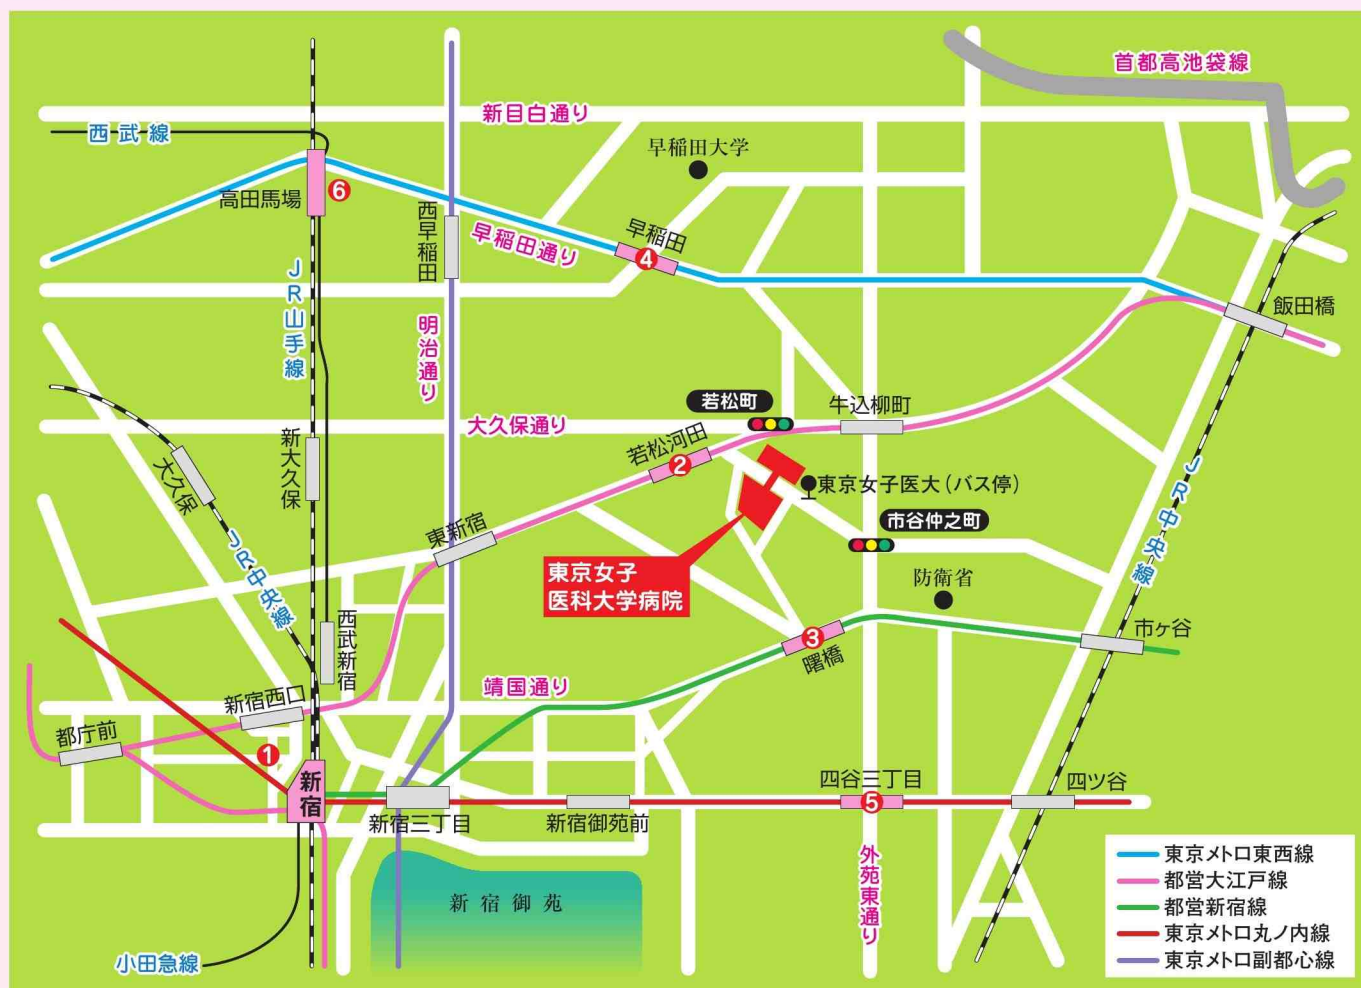 首都高池袋線
新目白通り
西武線
早稲田大学
高田馬場
6
西早稲田
早稲田通り
早稲田
4
JR山手線
明治通り
飯田橋
若松町
牛込柳町
大久保通り
若松河田
2
新大久保
大久保
東京女子医大（バス停）
JR中央線
市谷仲之町
東新宿
JR中央線
東京女子
医科大学病院
防衛省
3
曙橋
市ヶ谷
西武新宿
新宿西口
靖国通り
都庁前
1
新宿
新宿三丁目
新宿御苑前
四谷三丁目
5
四ツ谷
外苑東通り
新宿御苑
小田急線
東京メトロ東西線
都営大江戸線
都営新宿線
東京メトロ丸ノ内線
東京メトロ副都心線